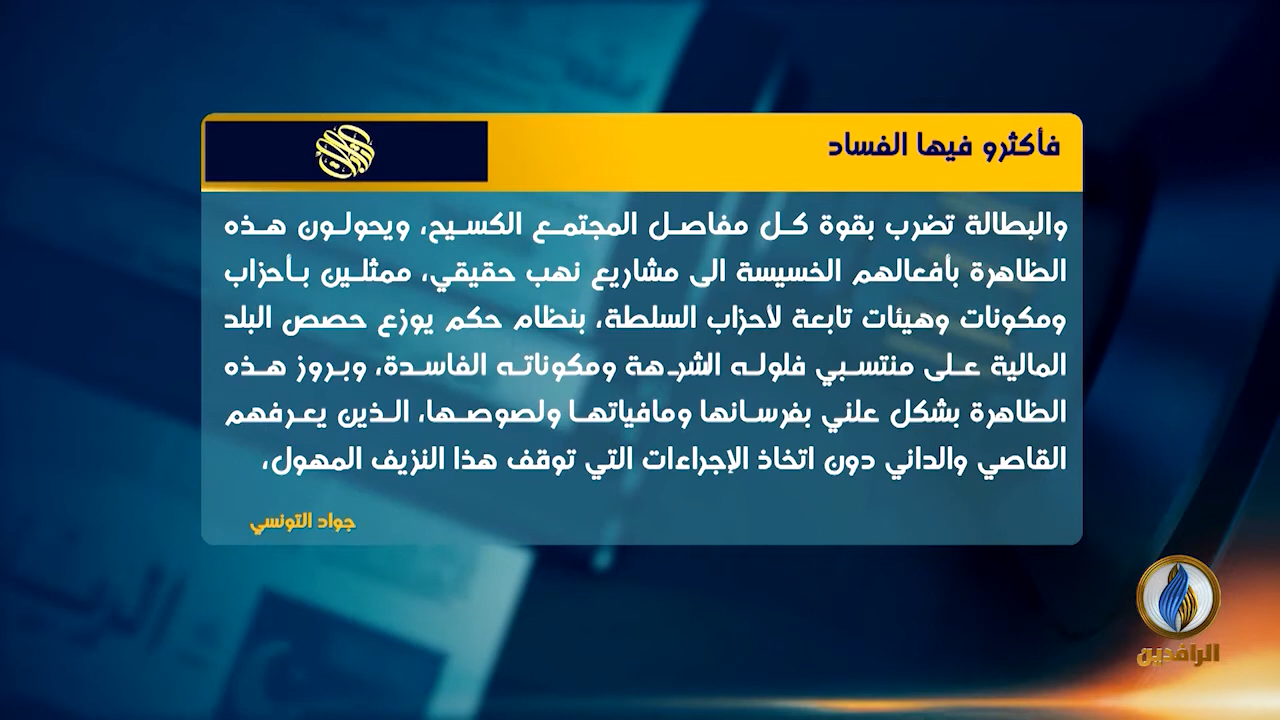 فأكثرو فيها الفساد
والبطالة تضرب بقوة كل مفاصل المجتمع الكسيح، ويحولون هذه
الظاهرة بأفعالهم الخسيسة الى مشاريع نهب حقيقي، ممثلين بأحزاب
ومكونات وهيئات تابعة لأحزاب السلطة، بنظام حكم يوزع حصص البلد
المالية على منتسبي فلوله الشرهة ومكوناته الفاسدة، وبروز هذه
الظاهرة بشكل علني بفرسانها ومافياتها ولصوصها، الذين يعرفهم
القاصي والداني دون اتخاذ الإجراءات التي توقف هذا النزيف المهول،
جواد التونسي
الرافدين